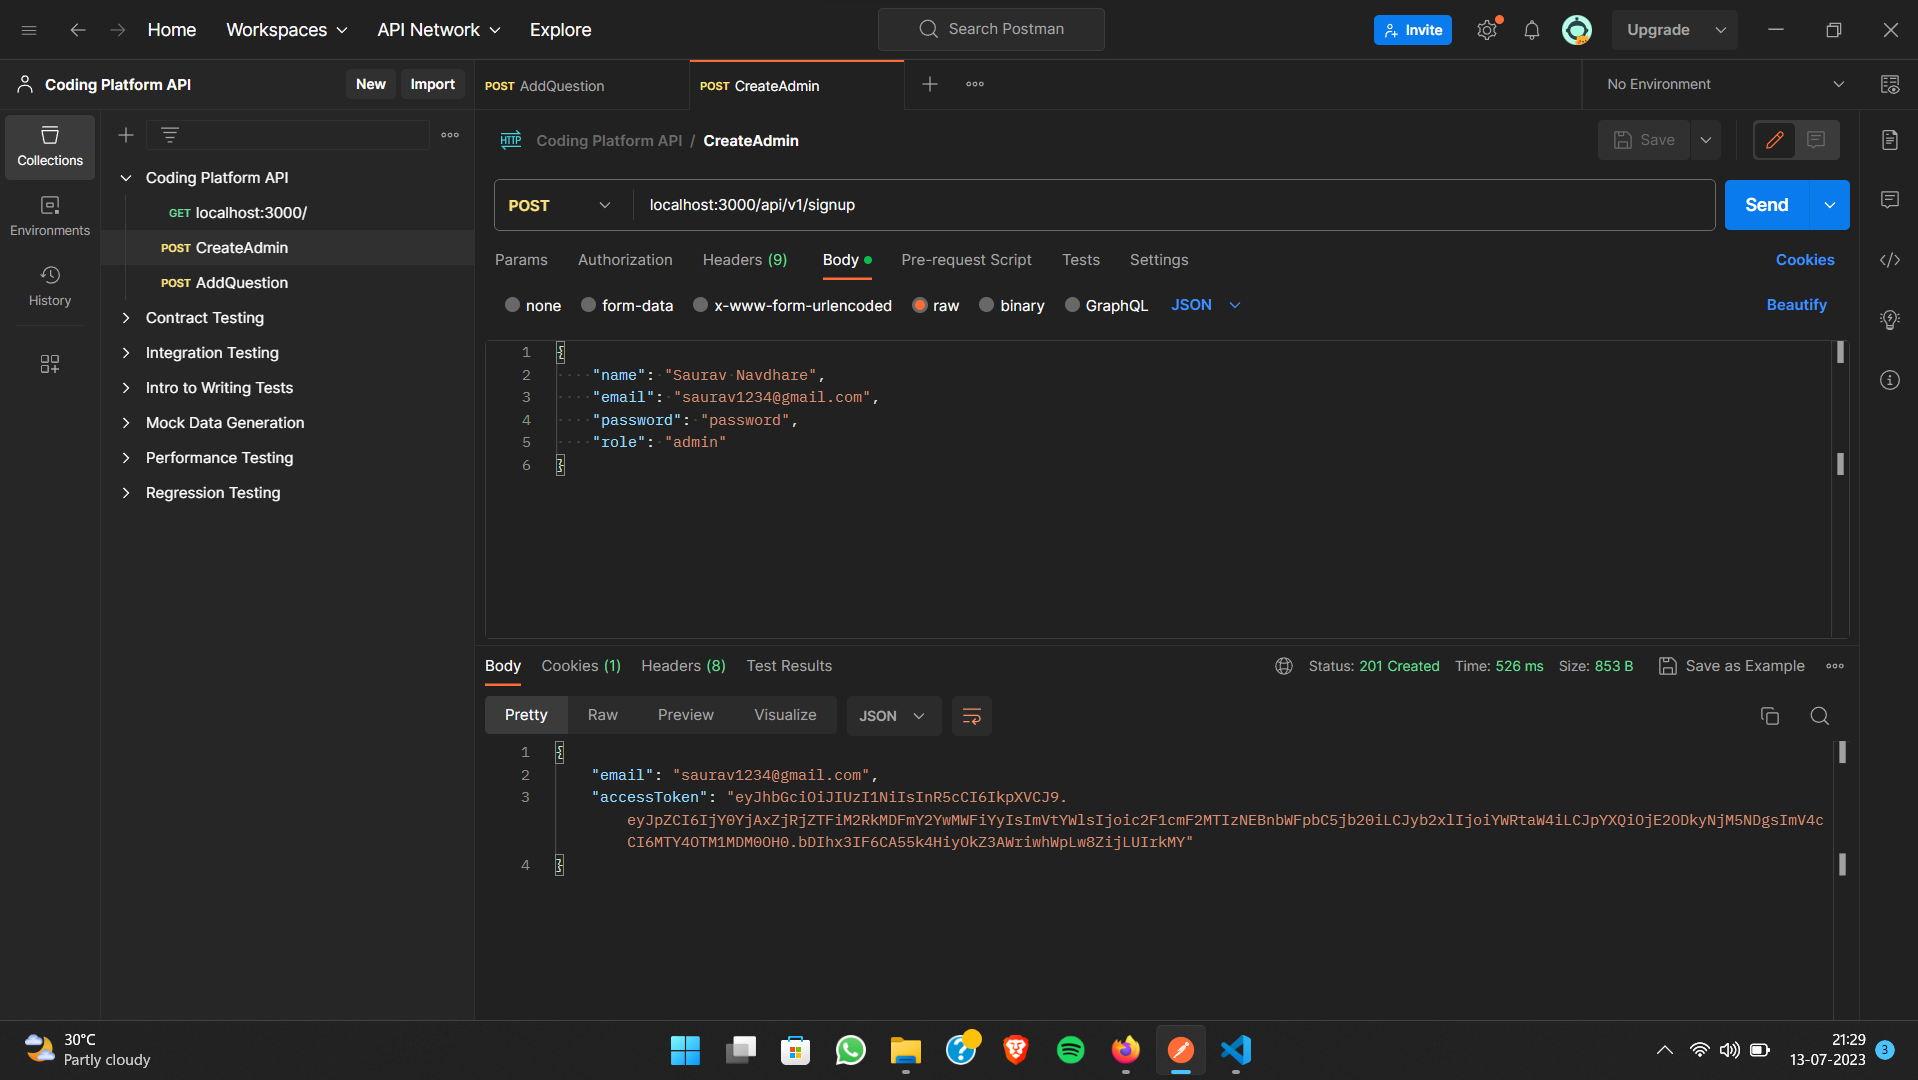 Home
Workspaces
API Network
Explore
Search Postman
Invite
Upgrade
Coding Platform API
New
Import
POST AddQuestion
POST CreateAdmin
No Environment
Collections
Environments
History
Coding Platform API
GET localhost:3000/
POST CreateAdmin
POST AddQuestion
Contract Testing
Integration Testing
Intro to Writing Tests
Mock Data Generation
Performance Testing
Regression Testing
HTTP Coding Platform API / CreateAdmin
Save
POST localhost:3000/api/v1/signup
Send
Params Authorization Headers (9) Body Pre-request Script Tests Settings Cookies
none form-data x-www-form-urlencoded raw binary GraphQL JSON Beautify
1 {
2 "name": "Saurav Navdhare",
3 "email": "saurav1234@gmail.com",
4 "password": "password",
5 "role": "admin"
6 }
Body Cookies (1) Headers (8) Test Results
Status: 201 Created Time: 526 ms Size: 853 B Save as Example
Pretty Raw Preview Visualize JSON
1 {
2 "email": "saurav1234@gmail.com",
3 "accessToken": "eyJhbGciOiJIUzI1NiIsInR5cCI6IkpXVCJ9.
eyJpZCI6IjY0YjAxZjRjZTFiM2RkMDFmY2YwMWFiYyIsImVtYWlsIjoic2F1cmF2MTIzNEBnbWFpbC5jb20iLCJyb2xlIjoiYWRtaW4iLCJpYXQiOjE2ODkyNjM5NDgsImV4c
CI6MTY4OTM1MDM0OH0.bDIhx3IF6CA55k4HiyOkZ3AWriwhWpLw8ZijLUIrkMY"
4 }
30°C
Partly cloudy
21:29
13-07-2023
3